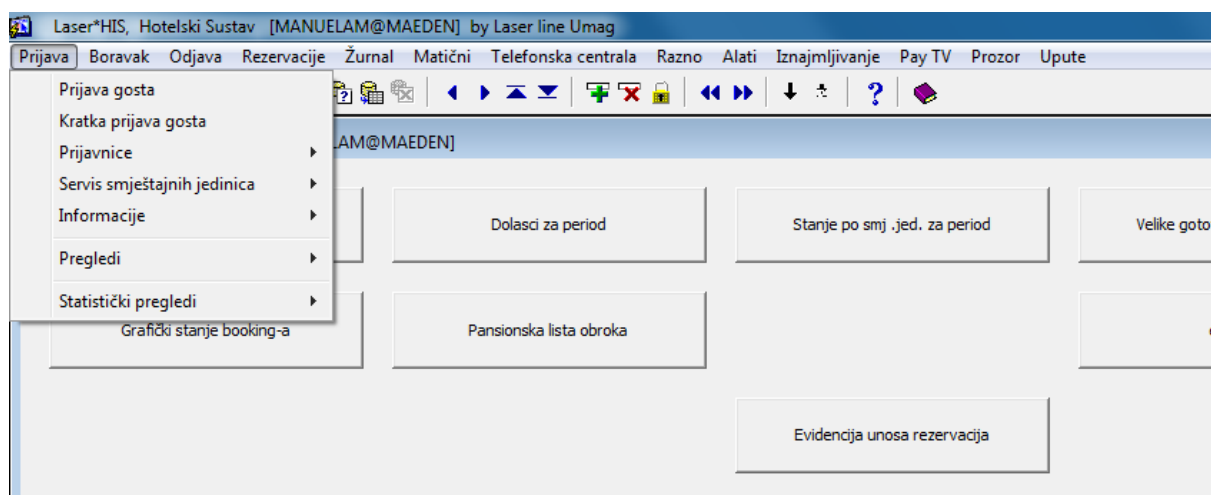 Laser*HIS, Hotelski Sustav [MANUELAM@MAEDEN] by Laser line Umag
Prijava Boravak Odjava Rezervacije Žurnal Matični Telefonska centrala Razno Alati Iznajmljivanje Pay TV Prozor Upute
Prijava gosta
Kratka prijava gosta
Prijavnice
Servis smještajnih jedinica
Informacije
Pregledi
Statistički pregledi
LAM@MAEDEN]
Dolasci za period
Stanje po smj .jed. za period
Velike goto
Grafički stanje booking-a
Pansionska lista obroka
Evidencija unosa rezervacija